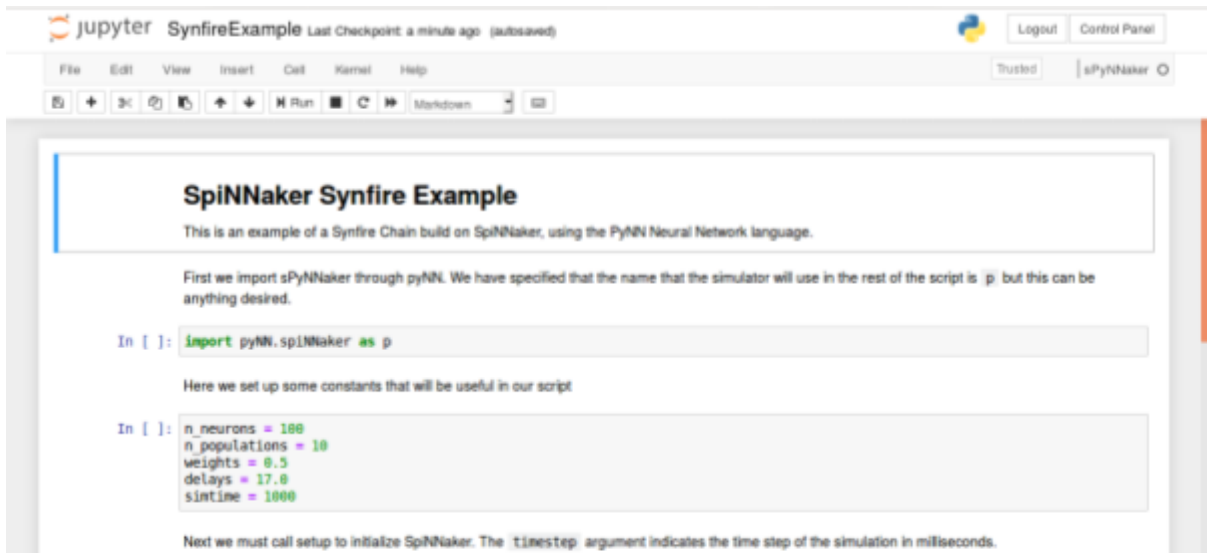 jupyter SynfireExample Last Checkpoint: a minute ago (autosaved) Logout Control Panel
File Edit View Insert Cell Kernel Help Trusted sPyNNaker
Run Markdown
SpiNNaker Synfire Example
This is an example of a Synfire Chain build on SpiNNaker, using the PyNN Neural Network language.
First we import sPyNNaker through pyNN. We have specified that the name that the simulator will use in the rest of the script is p but this can be
anything desired.
In [ ]: import pyNN.spiNNaker as p
Here we set up some constants that will be useful in our script
In [ ]: n_neurons = 100
n_populations = 10
weights = 0.5
delays = 17.0
simtime = 1000
Next we must call setup to initialize SpiNNaker. The timestep argument indicates the time step of the simulation in milliseconds.